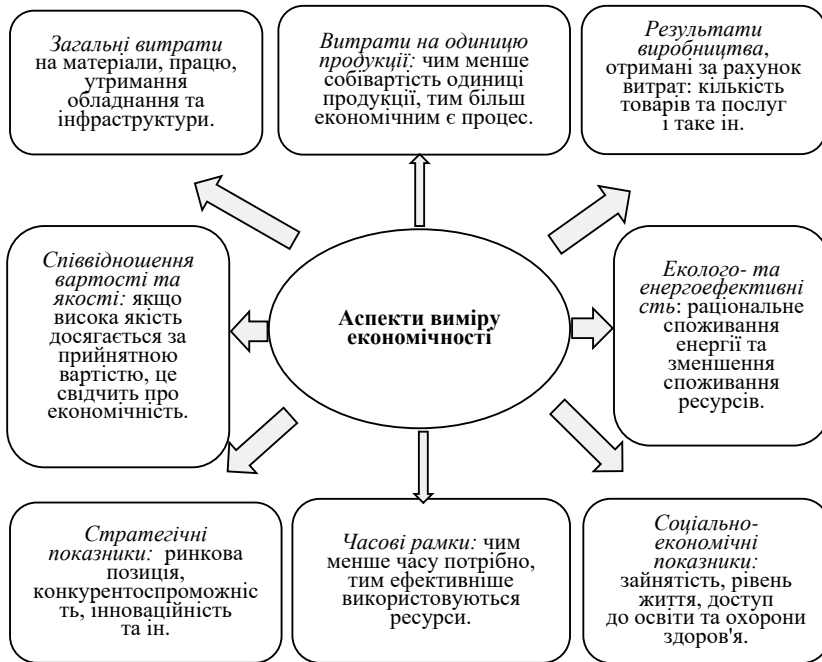 Загальні витрати
на матеріали, працю,
утримання
обладнання та
інфраструктури.
Витрати на одиницю
продукції: чим менше
собівартість одиниці
продукції, тим більш
економічним є процес.
Результати
виробництва,
отримані за рахунок
витрат: кількість
товарів та послуг
і таке ін.
Співвідношення
вартості та
якості: якщо
висока якість
досягається за
прийнятною
вартістю, це
свідчить про
економічність.
Аспекти виміру
економічності
Еколого- та
енергоефективні
сть: раціональне
споживання
енергії та
зменшення
споживання
ресурсів.
Стратегічні
показники: ринкова
позиція,
конкурентоспроможніс
ть, інноваційність
та ін.
Часові рамки: чим
менше часу потрібно,
тим ефективніше
використовуються
ресурси.
Соціально-
економічні
показники:
зайнятість, рівень
життя, доступ
до освіти та охорони
здоров'я.